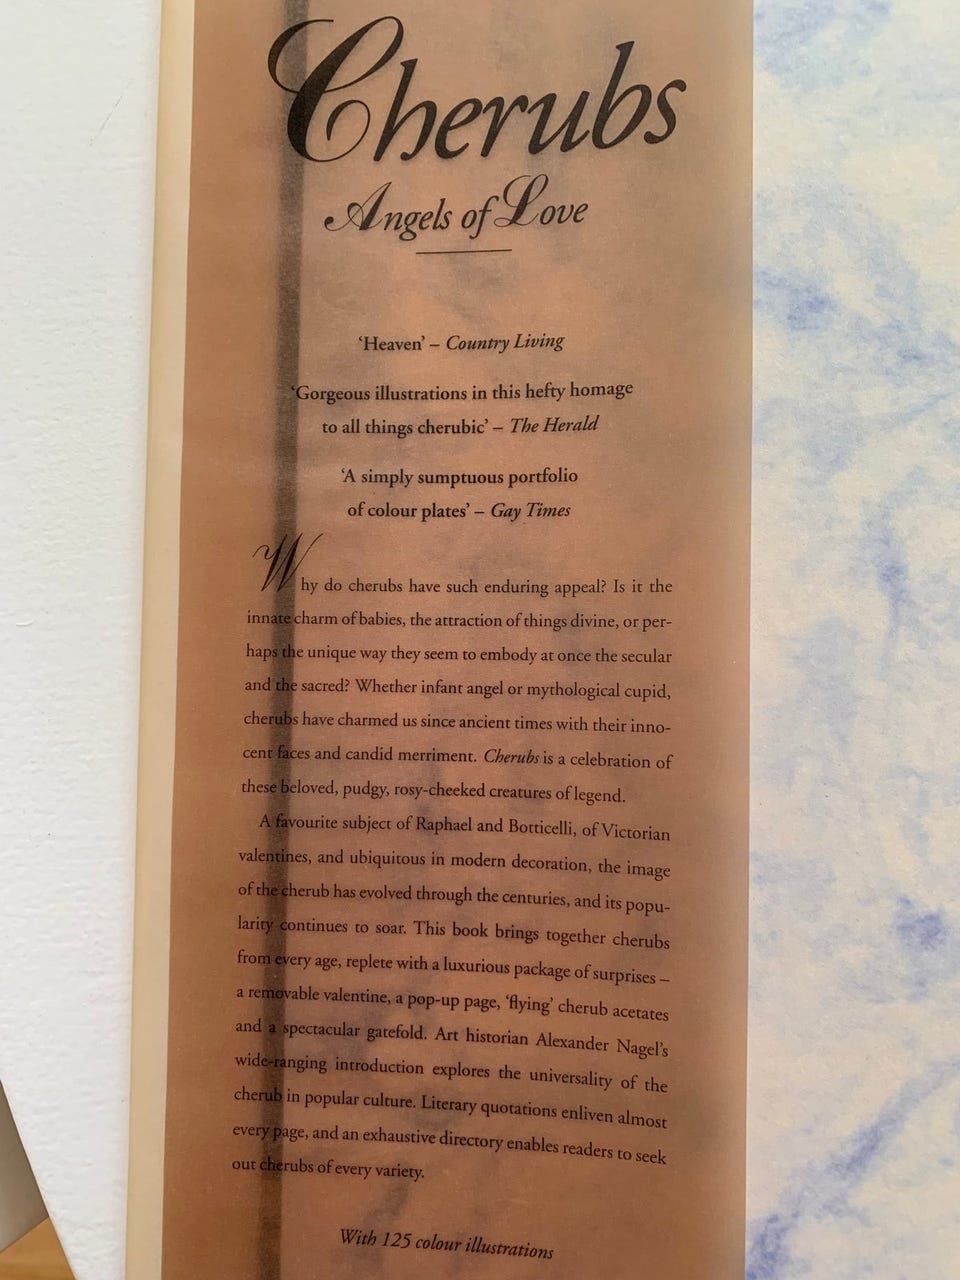 Cherubs
Angels of Love
‘Heaven’ – Country Living
‘Gorgeous illustrations in this hefty homage
to all things cherubic’ – The Herald
‘A simply sumptuous portfolio
of colour plates’ – Gay Times
Why do cherubs have such enduring appeal? Is it the
innate charm of babies, the attraction of things divine, or per-
haps the unique way they seem to embody at once the secular
and the sacred? Whether infant angel or mythological cupid,
cherubs have charmed us since ancient times with their inno-
cent faces and candid merriment. Cherubs is a celebration of
these beloved, pudgy, rosy-cheeked creatures of legend.
A favourite subject of Raphael and Botticelli, of Victorian
valentines, and ubiquitous in modern decoration, the image
of the cherub has evolved through the centuries, and its popu-
larity continues to soar. This book brings together cherubs
from every age, replete with a luxurious package of surprises –
a removable valentine, a pop-up page, ‘flying’ cherub acetates
and a spectacular gatefold. Art historian Alexander Nagel’s
wide-ranging introduction explores the universality of the
cherub in popular culture. Literary quotations enliven almost
every page, and an exhaustive directory enables readers to seek
out cherubs of every variety.
With 125 colour illustrations